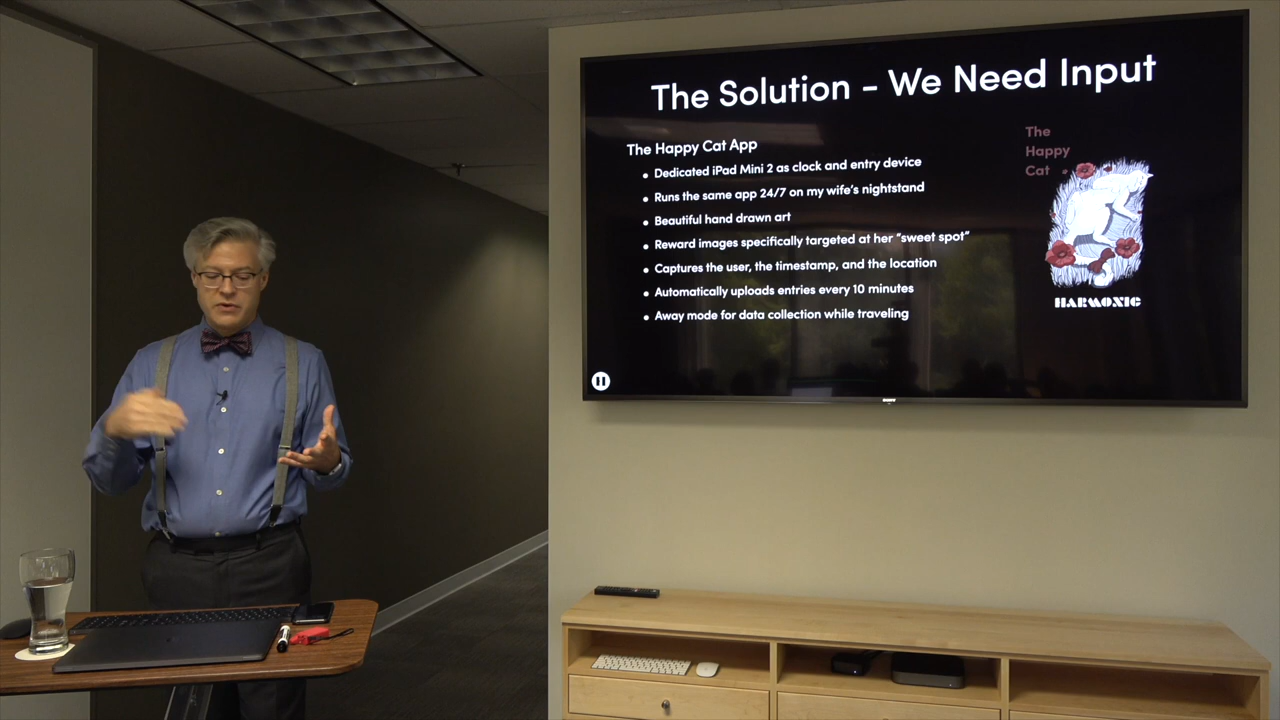 The Solution - We Need Input
The Happy Cat App
• Dedicated iPad Mini 2 as clock and entry device
• Runs the same app 24/7 on my wife's nightstand
• Beautiful hand drawn art
• Reward images specifically targeted at her "sweet spot"
• Captures the user, the timestamp, and the location
• Automatically uploads entries every 10 minutes
• Away mode for data collection while traveling
The
Happy
Cat
HARMONIC
SONY